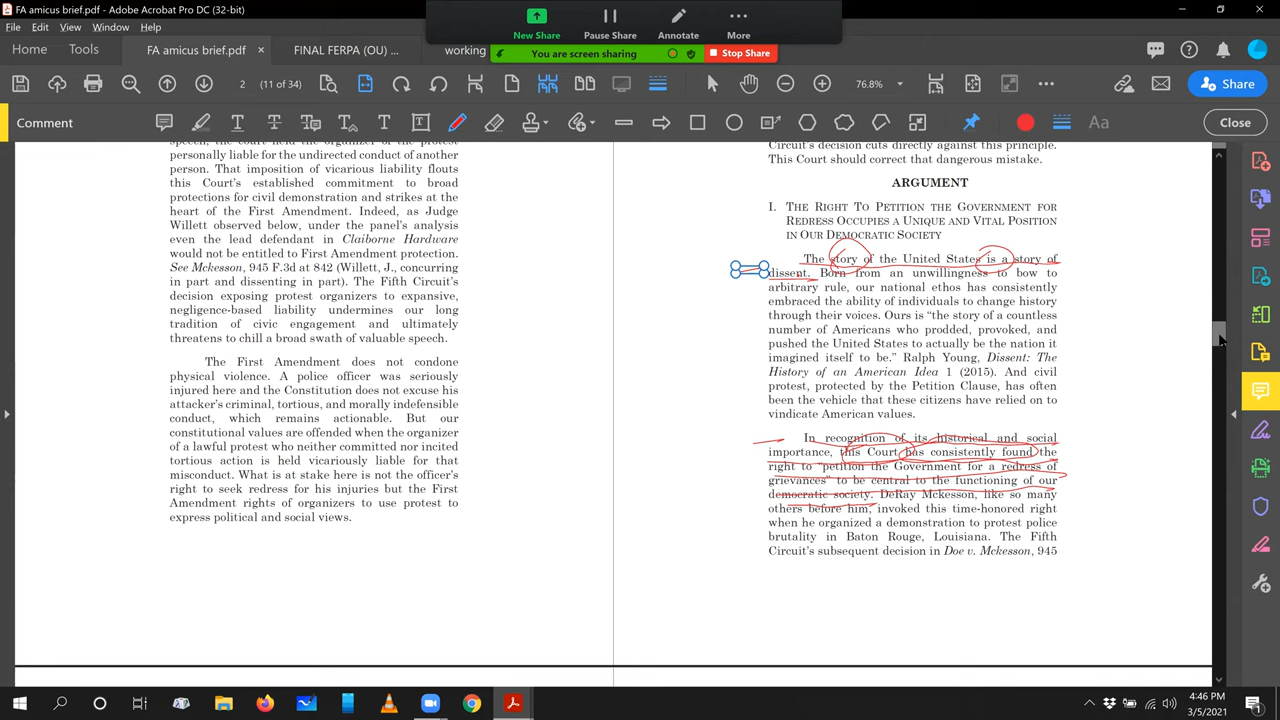 FA amicus brief.pdf - Adobe Acrobat Pro DC (32-bit)
File Edit View Window
New Share Pause Share Annotate More
You are screen sharing Stop Share
Home Tools FA amicus brief.pdf × FINAL FERPA (OU) ... working
2 (11 of 34) 76.8% Share
Comment Close
speech, the court held the organizer of the protest
personally liable for the undirected conduct of another
person. That imposition of vicarious liability flouts
this Court's established commitment to broad
protections for civil demonstration and strikes at the
heart of the First Amendment. Indeed, as Judge
Willett observed below, under the panel's analysis
even the lead defendant in Claiborne Hardware
would not be entitled to First Amendment protection.
See Mckesson, 945 F.3d at 842 (Willett, J., concurring
in part and dissenting in part). The Fifth Circuit's
decision exposing protest organizers to expansive,
negligence-based liability undermines our long
tradition of civic engagement and ultimately
threatens to chill a broad swath of valuable speech.
The First Amendment does not condone
physical violence. A police officer was seriously
injured here and the Constitution does not excuse his
attacker's criminal, tortious, and morally indefensible
conduct, which remains actionable. But our
constitutional values are offended when the organizer
of a lawful protest who neither committed nor incited
tortious action is held vicariously liable for that
misconduct. What is at stake here is not the officer's
right to seek redress for his injuries but the First
Amendment rights of organizers to use protest to
express political and social views.
Circuit's decision cuts directly against this principle.
This Court should correct that dangerous mistake.
ARGUMENT
I. THE RIGHT TO PETITION THE GOVERNMENT FOR
REDRESS OCCUPIES A UNIQUE AND VITAL POSITION
IN OUR DEMOCRATIC SOCIETY
The story of the United States is a story of
dissent. Born from an unwillingness to bow to
arbitrary rule, our national ethos has consistently
embraced the ability of individuals to change history
through their voices. Ours is “the story of a countless
number of Americans who prodded, provoked, and
pushed the United States to actually be the nation it
imagined itself to be.” Ralph Young, Dissent: The
History of an American Idea 1 (2015). And civil
protest, protected by the Petition Clause, has often
been the vehicle that these citizens have relied on to
vindicate American values.
In recognition of its historical and social
importance, this Court has consistently found the
right to “petition the Government for a redress of
grievances” to be central to the functioning of our
democratic society. DeRay Mckesson, like so many
others before him, invoked this time-honored right
when he organized a demonstration to protest police
brutality in Baton Rouge, Louisiana. The Fifth
Circuit's subsequent decision in Doe v. Mckesson, 945
4:46 PM
3/5/2021